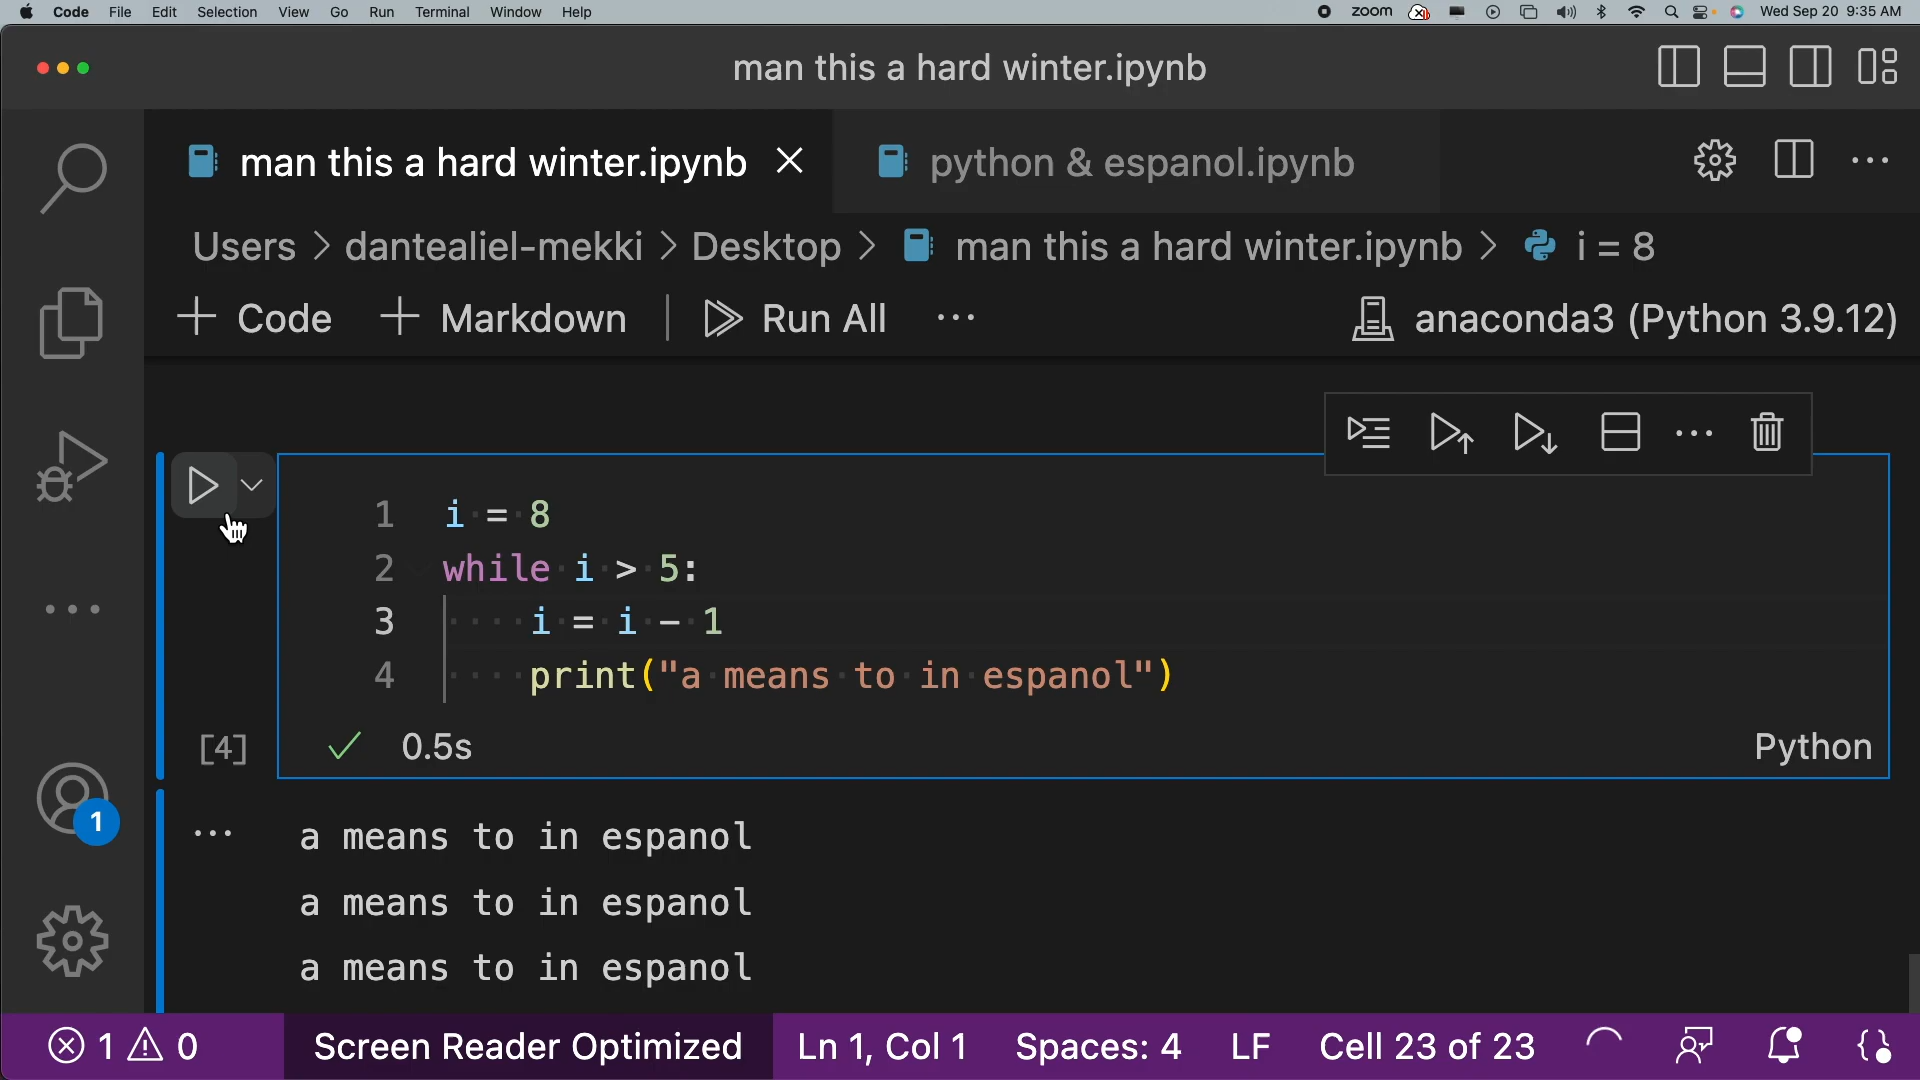 Code File Edit Selection View Go Run Terminal Window Help zoom Wed Sep 20 9:35 AM
man this a hard winter.ipynb
man this a hard winter.ipynb python & espanol.ipynb
Users > dantealiel-mekki > Desktop > man this a hard winter.ipynb > i = 8
+ Code + Markdown | Run All ... anaconda3 (Python 3.9.12)
1 i = 8
2 while i > 5:
3 i = i - 1
4 print("a means to in espanol")
[4] ✓ 0.5s Python
1
... a means to in espanol
a means to in espanol
a means to in espanol
1 0 Screen Reader Optimized Ln 1, Col 1 Spaces: 4 LF Cell 23 of 23